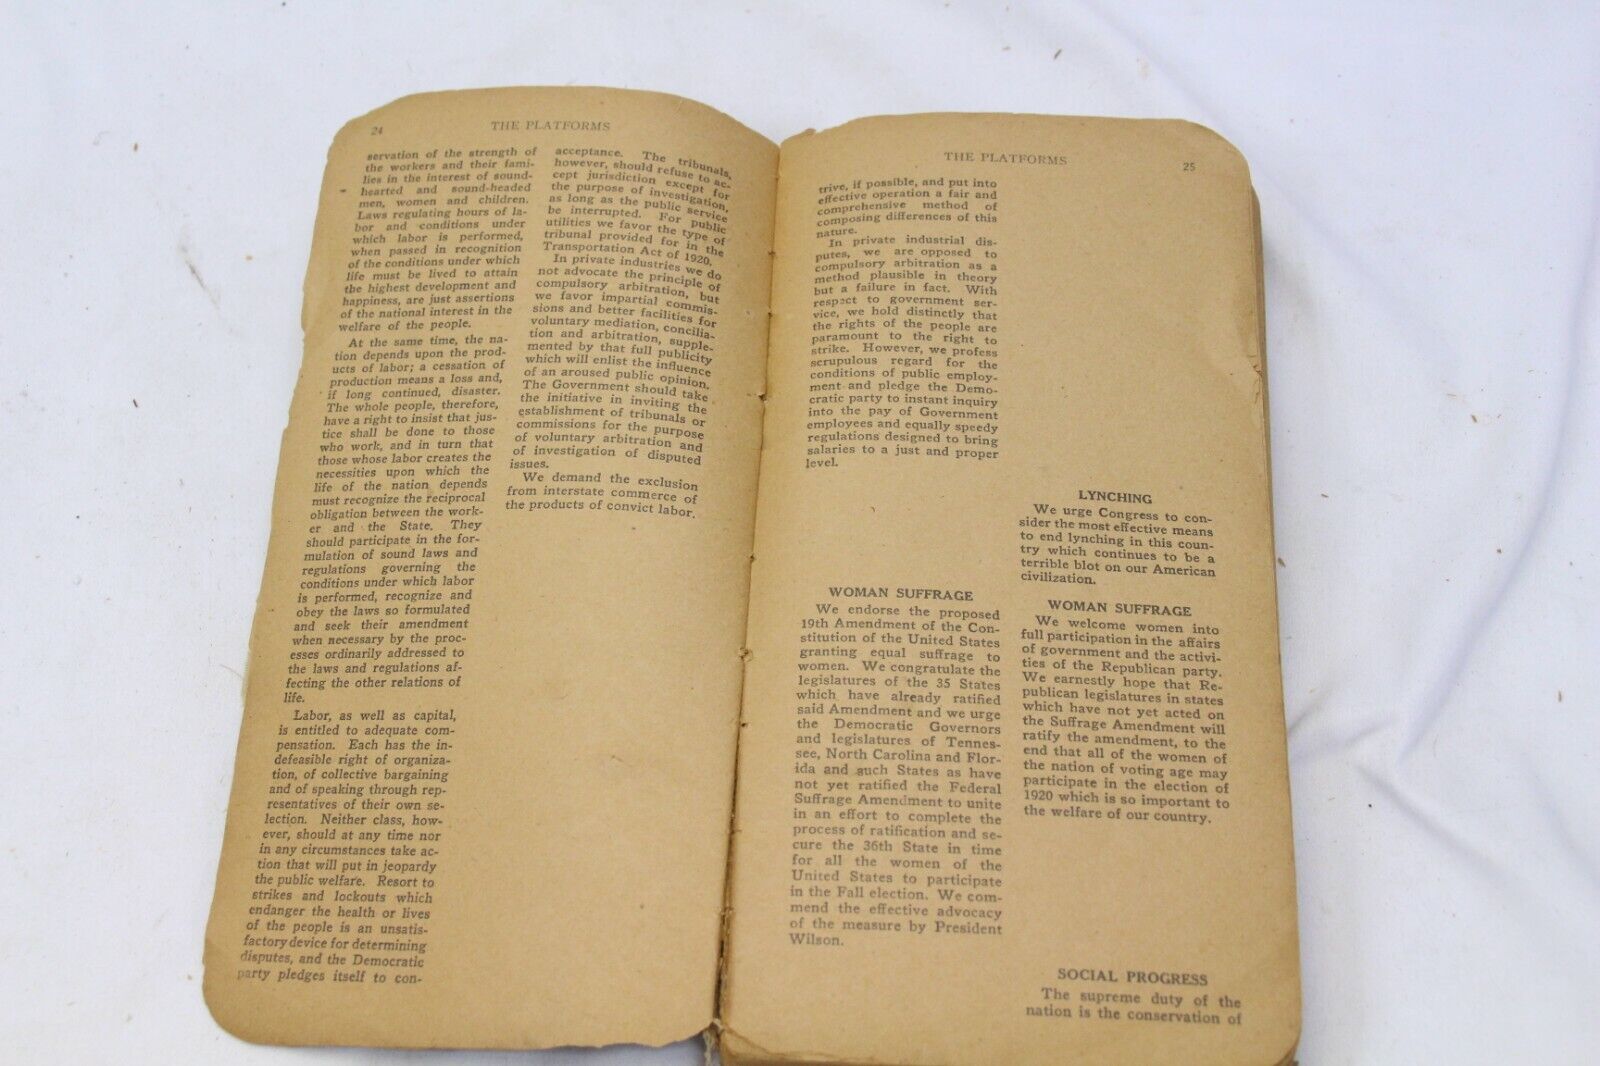 24
THE PLATFORMS
servation of the strength of
the workers and their fami-
lies in the interest of sound-
hearted and sound-headed
men, women and children.
Laws regulating hours of la-
bor and conditions under
which labor is performed,
when passed in recognition
of the conditions under which
life must be lived to attain
the highest development and
happiness, are just assertions
of the national interest in the
welfare of the people.
At the same time, the na-
tion depends upon the prod-
ucts of labor; a cessation of
production means a loss and,
if long continued, disaster.
The whole people, therefore,
have a right to insist that jus-
tice shall be done to those
who work, and in turn that
those whose labor creates the
necessities upon which the
life of the nation depends
must recognize the reciprocal
obligation between the work-
er and the State. They
should participate in the for-
mulation of sound laws and
regulations governing the
conditions under which labor
is performed, recognize and
obey the laws so formulated
and seek their amendment
when necessary by the proc-
esses ordinarily addressed to
the laws and regulations af-
fecting the other relations of
life.
Labor, as well as capital,
is entitled to adequate com-
pensation. Each has the in-
defeasible right of organiza-
tion, of collective bargaining
and of speaking through rep-
resentatives of their own se-
lection. Neither class, how-
ever, should at any time nor
in any circumstances take ac-
tion that will put in jeopardy
the public welfare. Resort to
strikes and lockouts which
endanger the health or lives
of the people is an unsatis-
factory device for determining
disputes, and the Democratic
party pledges itself to con-
acceptance. The tribunals,
however, should refuse to ac-
cept jurisdiction except for
the purpose of investigation,
as long as the public service
be interrupted. For public
utilities we favor the type of
tribunal provided for in the
Transportation Act of 1920.
In private industries we do
not advocate the principle of
compulsory arbitration, but
we favor impartial commis-
sions and better facilities for
voluntary mediation, concilia-
tion and arbitration, supple-
mented by that full publicity
which will enlist the influence
of an aroused public opinion.
The Government should take
the initiative in inviting the
establishment of tribunals or
commissions for the purpose
of voluntary arbitration and
of investigation of disputed
issues.
We demand the exclusion
from interstate commerce of
the products of convict labor.
THE PLATFORMS
25
trive, if possible, and put into
effective operation a fair and
comprehensive method of
composing differences of this
nature.
In private industrial dis-
putes, we are opposed to
compulsory arbitration as a
method plausible in theory
but a failure in fact. With
respect to government ser-
vice, we hold distinctly that
the rights of the people are
paramount to the right to
strike. However, we profess
scrupulous regard for the
conditions of public employ-
ment and pledge the Demo-
cratic party to instant inquiry
into the pay of Government
employees and equally speedy
regulations designed to bring
salaries to a just and proper
level.
WOMAN SUFFRAGE
We endorse the proposed
19th Amendment of the Con-
stitution of the United States
granting equal suffrage to
women. We congratulate the
legislatures of the 35 States
which have already ratified
said Amendment and we urge
the Democratic Governors
and legislatures of Tennes-
see, North Carolina and Flor-
ida and such States as have
not yet ratified the Federal
Suffrage Amendment to unite
in an effort to complete the
process of ratification and se-
cure the 36th State in time
for all the women of the
United States to participate
in the Fall election. We com-
mend the effective advocacy
of the measure by President
Wilson.
LYNCHING
We urge Congress to con-
sider the most effective means
to end lynching in this coun-
try which continues to be a
terrible blot on our American
civilization.
WOMAN SUFFRAGE
We welcome women into
full participation in the affairs
of government and the activi-
ties of the Republican party.
We earnestly hope that Re-
publican legislatures in states
which have not yet acted on
the Suffrage Amendment will
ratify the amendment, to the
end that all of the women of
the nation of voting age may
participate in the election of
1920 which is so important to
the welfare of our country.
SOCIAL PROGRESS
The supreme duty of the
nation is the conservation of